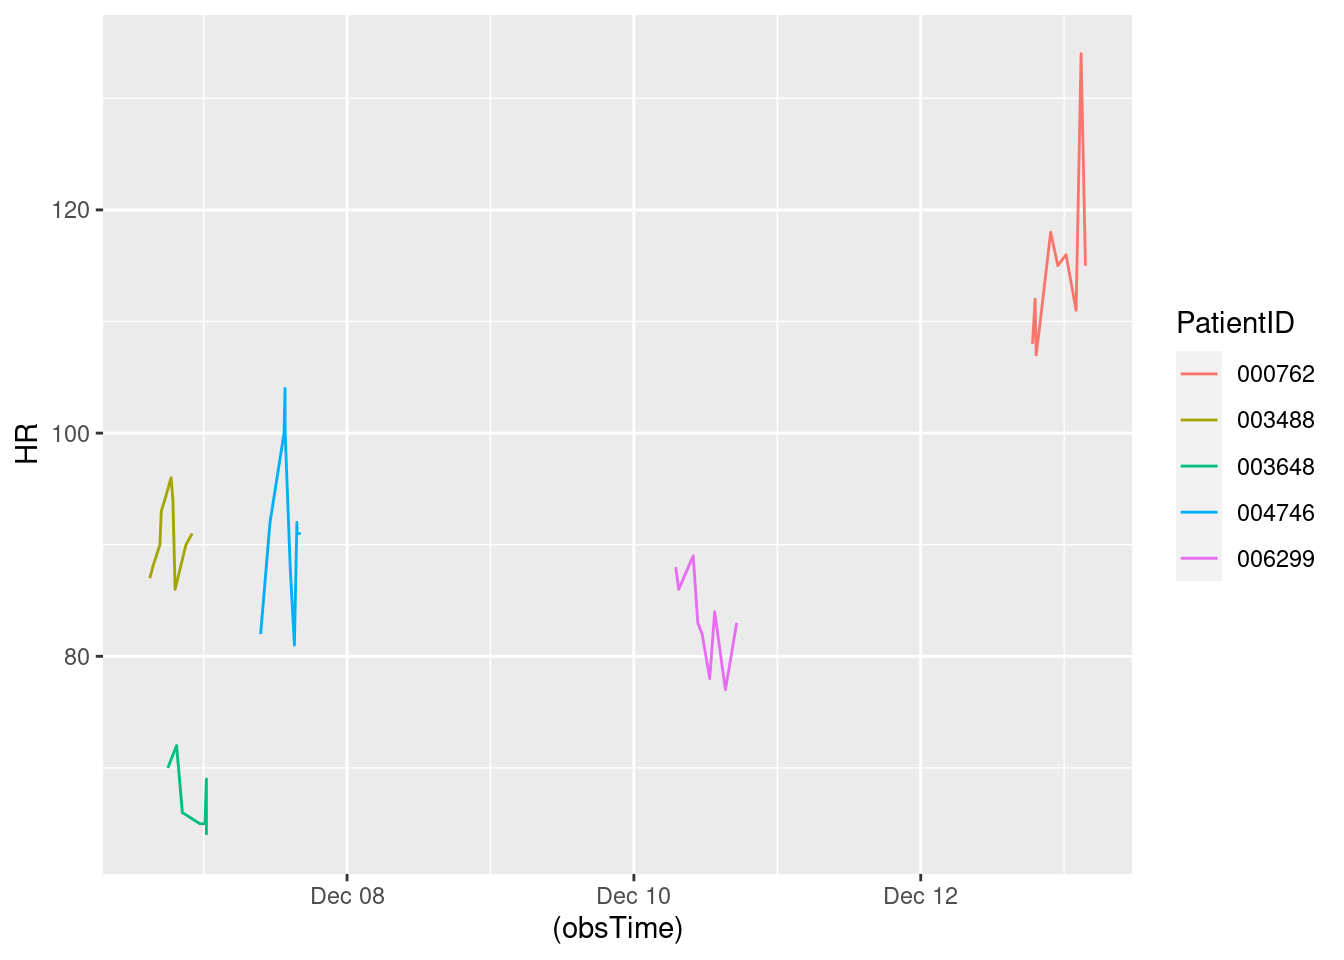 120
100
80
HR
Dec 08
Dec 10
Dec 12
(obsTime)
PatientID
000762
003488
003648
004746
006299